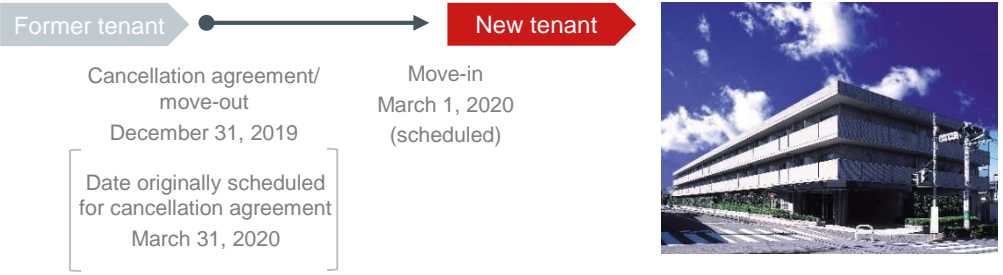 Former tenant
New tenant
Cancellation agreement/
move-out
December 31, 2019
Move-in
March 1, 2020
(scheduled)
Date originally scheduled
for cancellation agreement
March 31, 2020